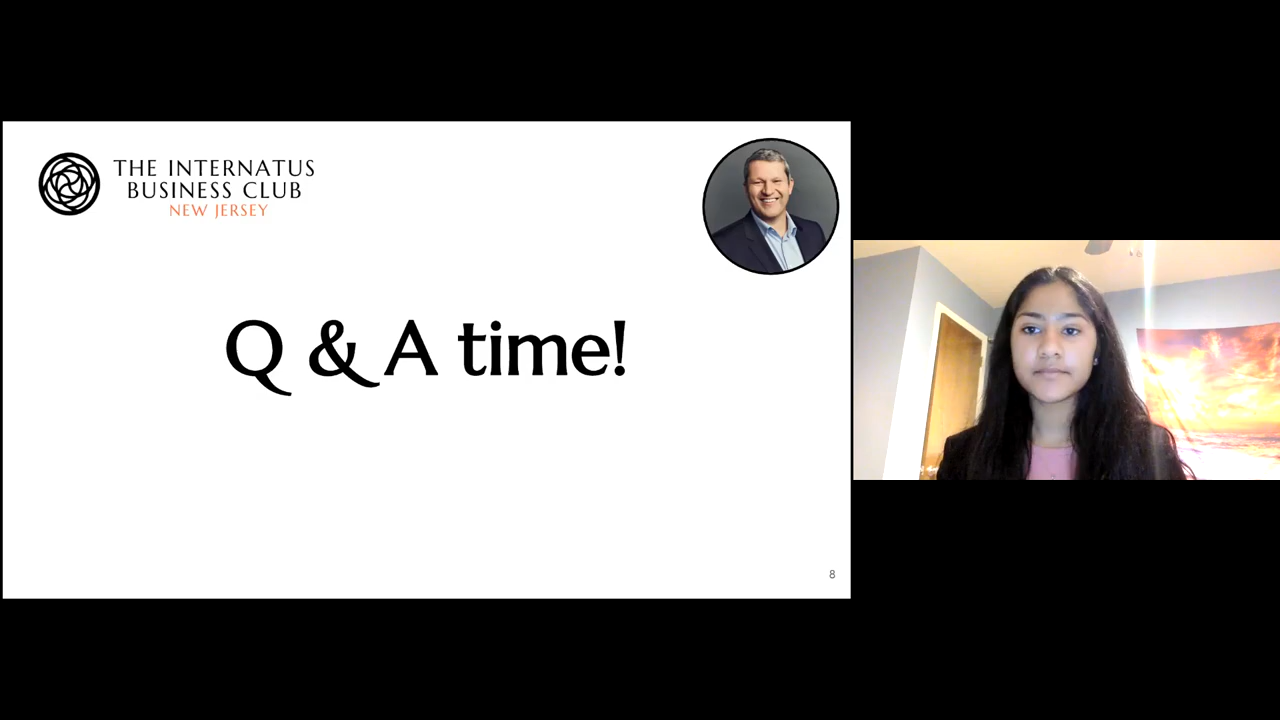 THE INTERNATUS
BUSINESS CLUB
NEW JERSEY
Q & A time!
8